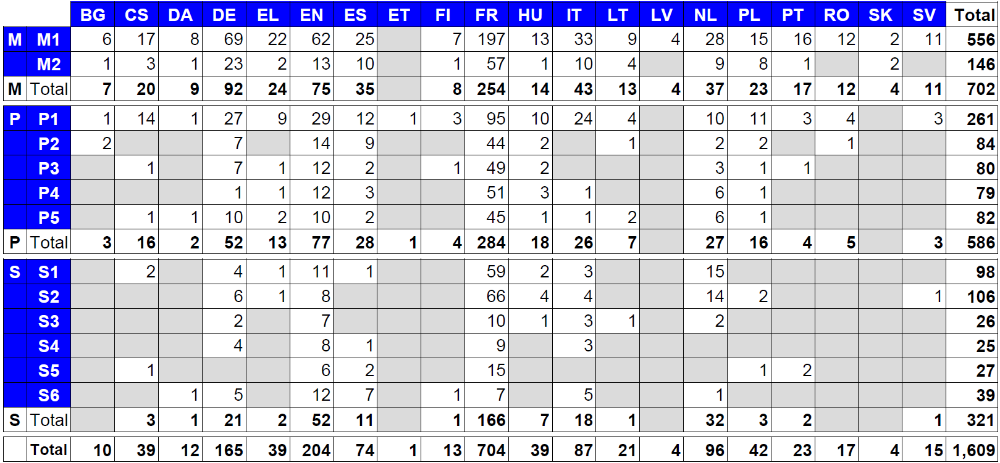 BG CS DA DE EL EN ES ET FI FR HU IT LT LV NL PL PT RO SK SV Total
M M1 6 17 8 69 22 62 25 7 197 13 33 9 4 28 15 16 12 2 11 556
M2 1 3 1 23 2 13 10 1 57 1 10 4 9 8 1 2 146
M Total 7 20 9 92 24 75 35 8 254 14 43 13 4 37 23 17 12 4 11 702
P P1 1 14 1 27 9 29 12 1 3 95 10 24 4 10 11 3 4 3 261
P2 2 7 14 9 44 2 1 2 2 1 84
P3 1 7 1 12 2 1 49 2 3 1 1 80
P4 1 1 12 3 51 3 1 6 1 79
P5 1 1 10 2 10 2 45 1 1 2 6 1 82
P Total 3 16 2 52 13 77 28 1 4 284 18 26 7 27 16 4 5 3 586
S S1 2 4 1 11 1 59 2 3 15 98
S2 6 1 8 66 4 4 14 2 1 106
S3 2 7 10 1 3 1 2 26
S4 4 8 1 9 3 25
S5 1 6 2 15 1 2 27
S6 1 5 12 7 1 7 5 1 39
S Total 3 1 21 2 52 11 1 166 7 18 1 32 3 2 1 321
Total 10 39 12 165 39 204 74 1 13 704 39 87 21 4 96 42 23 17 4 15 1,609